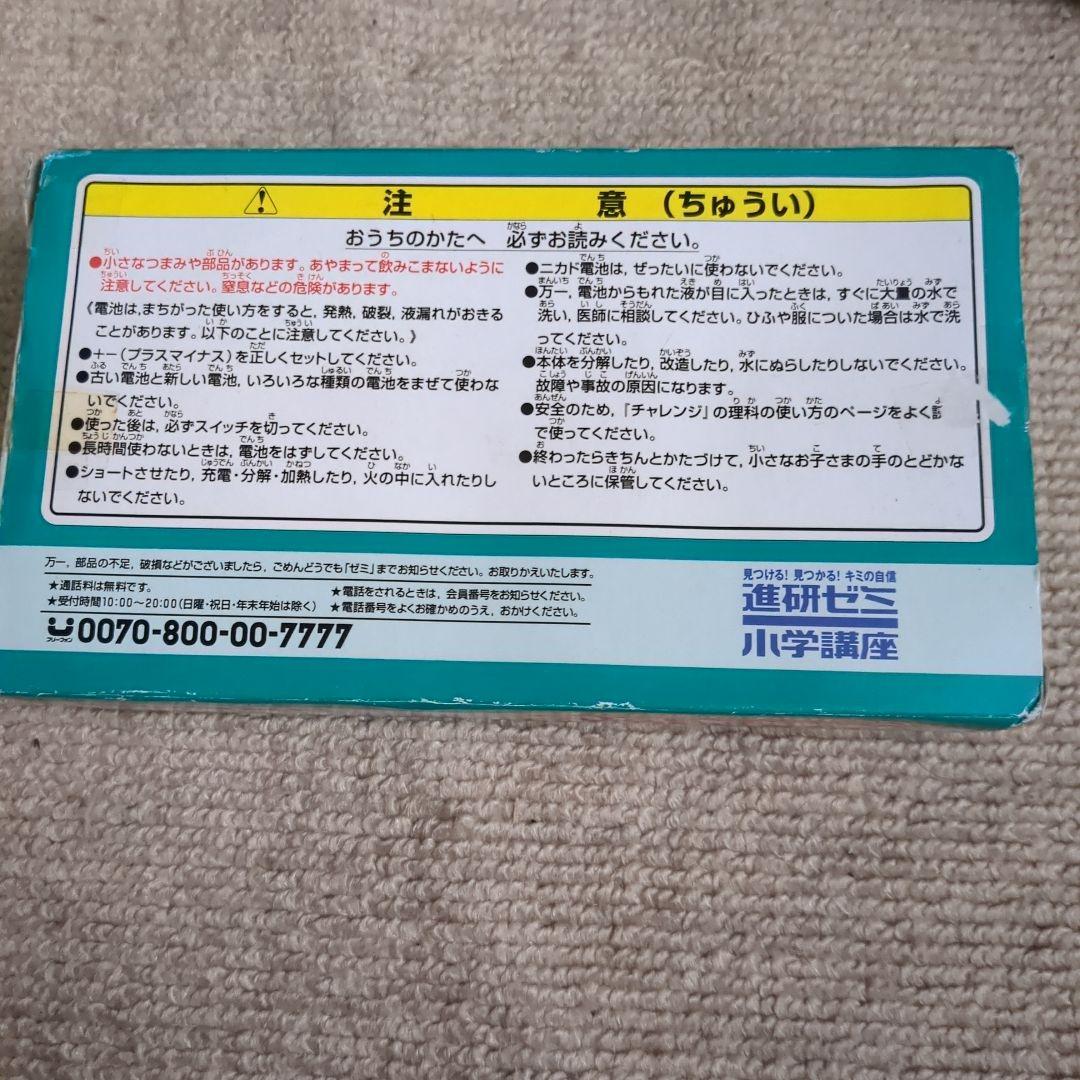 注 意 (ちゅうい)
おうちのかたへ 必ずお読みください。
●小さなつまみや部品があります。あやまって飲みこまないように
注意してください。窒息などの危険があります。
《電池は,まちがった使い方をすると,発熱,破裂,液漏れがおきる
ことがあります。以下のことに注意してください。》
●+−(プラスマイナス)を正しくセットしてください。
●古い電池と新しい電池,いろいろな種類の電池をまぜて使わな
いでください。
●使った後は,必ずスイッチを切ってください。
●長時間使わないときは,電池をはずしてください。
●ショートさせたり,充電・分解・加熱したり,火の中に入れたりし
ないでください。
●ニカド電池は,ぜったいに使わないでください。
●万一,電池からもれた液が目に入ったときは,すぐに大量の水で
洗い,医師に相談してください。ひふや服についた場合は水で洗
ってください。
●本体を分解したり,改造したり,水にぬらしたりしないでください。
故障や事故の原因になります。
●安全のため,『チャレンジ』の理科の使い方のページをよく
で使ってください。
●終わったらきちんとかたづけて,小さなお子さまの手のとどかな
いところに保管してください。
万一,部品の不足,破損などがございましたら,ごめんどうでも「ゼミ」までお知らせください。お取りかえいたします。
★通話料は無料です。 ★電話をされるときは,会員番号をお知らせください。
★受付時間10:00〜20:00(日曜・祝日・年末年始は除く) ★電話番号をよくお確かめのうえ,おかけください。
フリーフォン 0070-800-00-7777
見つける!見つかる!キミの自信
進研ゼミ
小学講座